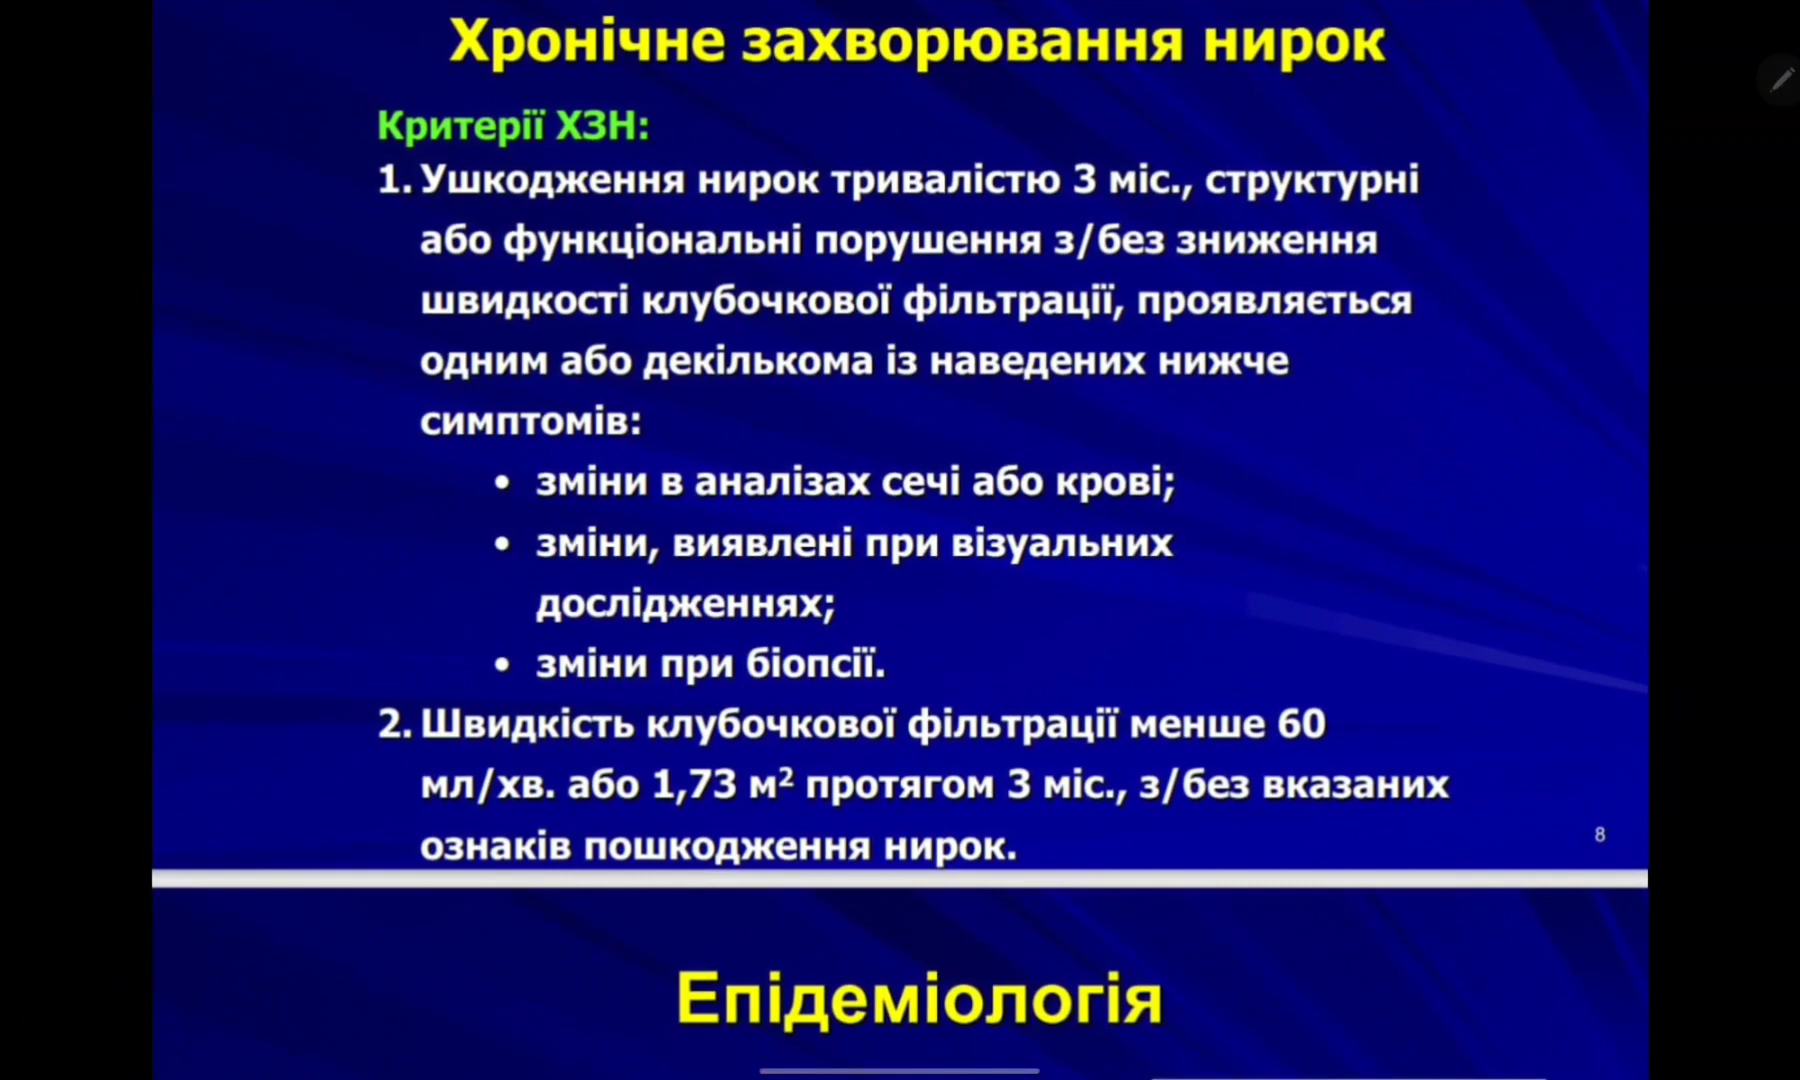 Хронічне захворювання нирок
Критерії ХЗН:
1. Ушкодження нирок тривалістю 3 міс., структурні
або функціональні порушення з/без зниження
швидкості клубочкової фільтрації, проявляється
одним або декількома із наведених нижче
симптомів:
• зміни в аналізах сечі або крові;
• зміни, виявлені при візуальних
дослідженнях;
• зміни при біопсії.
2. Швидкість клубочкової фільтрації менше 60
мл/хв. або 1,73 м² протягом 3 міс., з/без вказаних
ознаків пошкодження нирок.
8
Епідеміологія